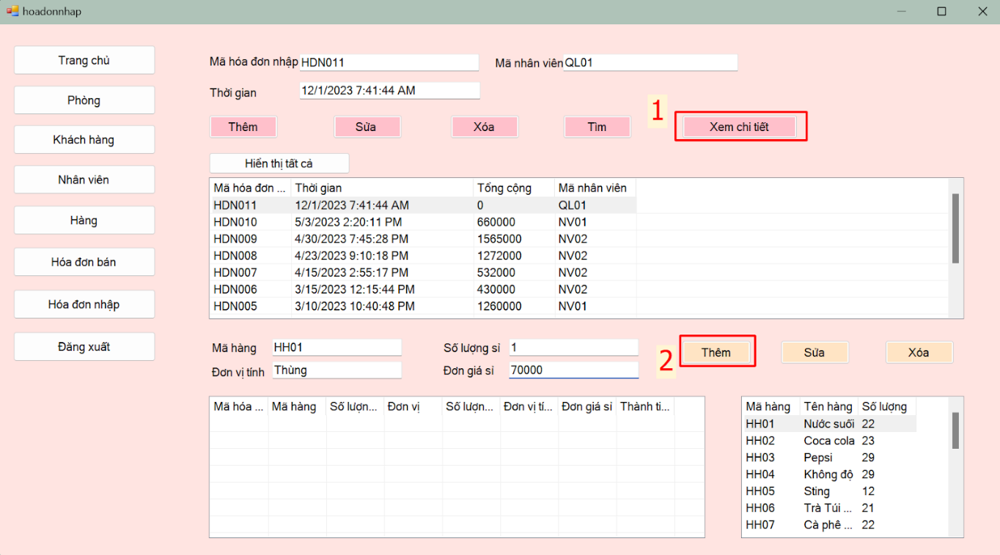 hoadonnhap
Trang chủ
Phòng
Khách hàng
Nhân viên
Hàng
Hóa đơn bán
Hóa đơn nhập
Đăng xuất
Mã hóa đơn nhập HDN011 Mã nhân viên QL01
Thời gian 12/1/2023 7:41:44 AM
1
Thêm Sửa Xóa Tìm Xem chi tiết
Hiển thị tất cả
Mã hóa đơn ... Thời gian Tổng cộng Mã nhân viên
HDN011 12/1/2023 7:41:44 AM 0 QL01
HDN010 5/3/2023 2:20:11 PM 660000 NV01
HDN009 4/30/2023 7:45:28 PM 1565000 NV02
HDN008 4/23/2023 9:10:18 PM 1272000 NV02
HDN007 4/15/2023 2:55:17 PM 532000 NV02
HDN006 3/15/2023 12:15:44 PM 430000 NV02
HDN005 3/10/2023 10:40:48 PM 1260000 NV01
Mã hàng HH01 Số lượng sỉ 1
Đơn vị tính Thùng Đơn giá sỉ 70000
2
Thêm Sửa Xóa
Mã hóa ... Mã hàng Số lượn... Đơn vị Số lượn... Đơn vị tí... Đơn giá sỉ Thành ti...
Mã hàng Tên hàng Số lượng
HH01 Nước suối 22
HH02 Coca cola 23
HH03 Pepsi 29
HH04 Không độ 29
HH05 Sting 12
HH06 Trà Túi ... 21
HH07 Cà phê ... 22